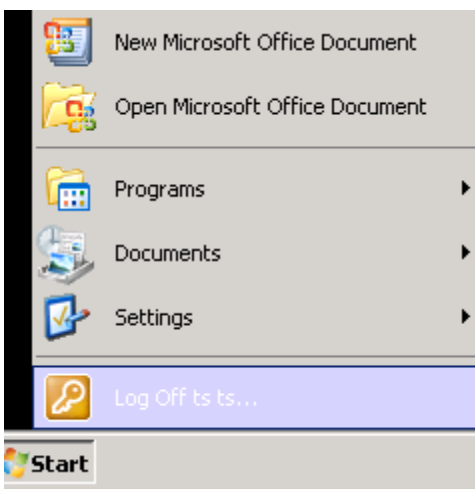 New Microsoft Office Document
Open Microsoft Office Document
Programs
Documents
Settings
Log Off ts ts...
Start